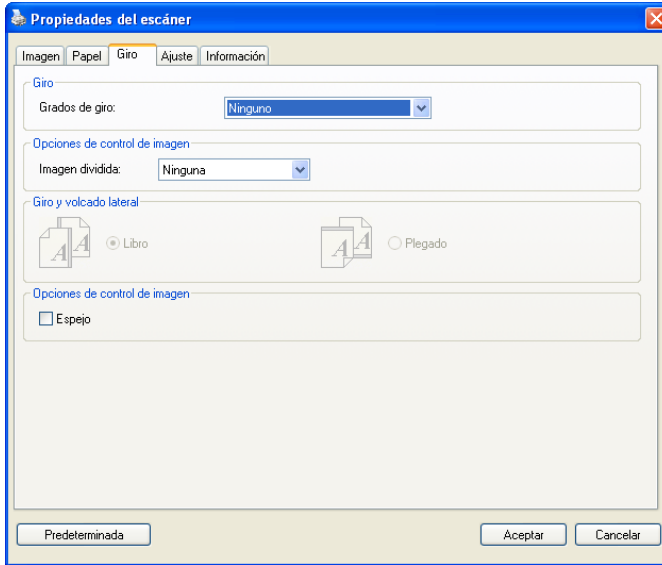 Propiedades del escáner
Imagen Papel Giro Ajuste Información
Giro
Grados de giro: Ninguno
Opciones de control de imagen
Imagen dividida: Ninguna
Giro y volcado lateral
A A Libro A A Plegado
Opciones de control de imagen
Espejo
Predeterminada Aceptar Cancelar